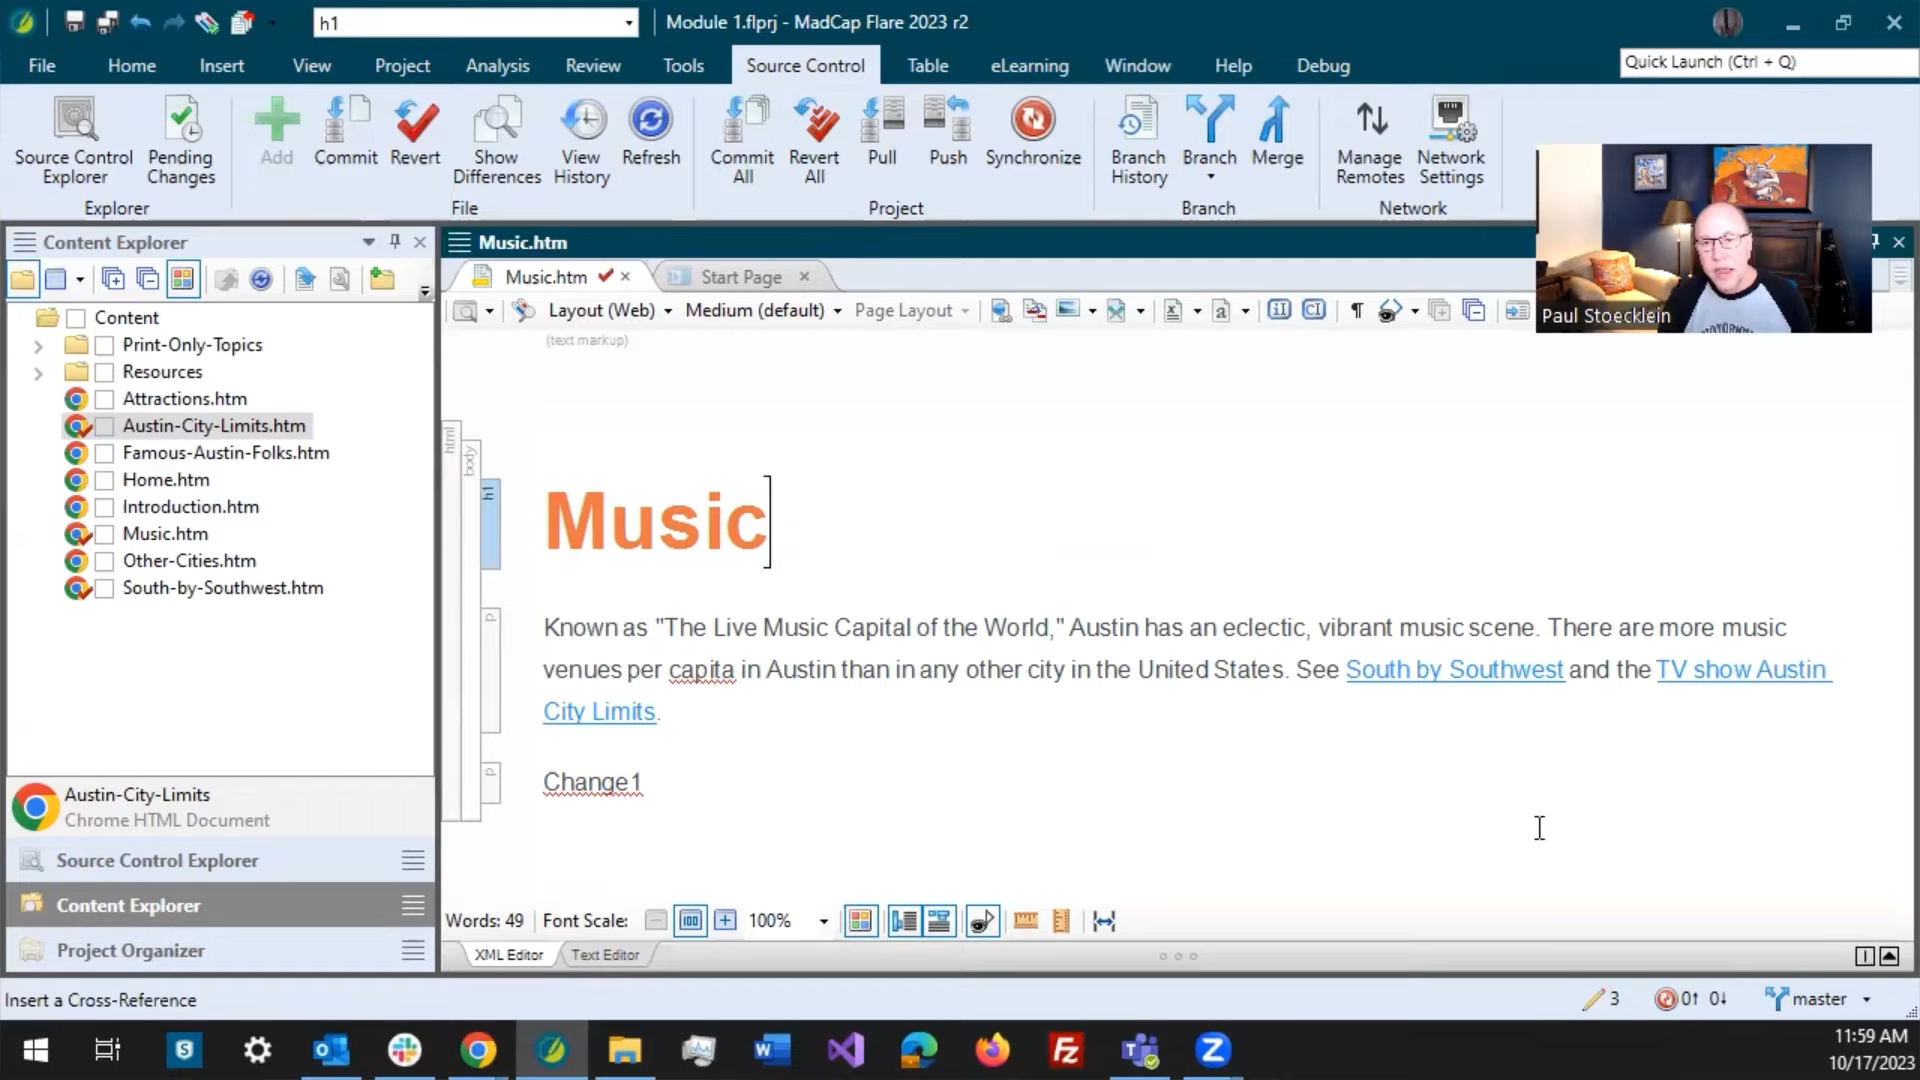 h1
Module 1.flprj - MadCap Flare 2023 r2
File Home Insert View Project Analysis Review Tools Source Control Table eLearning Window Help Debug
Quick Launch (Ctrl + Q)
Source Control Explorer
Pending Changes
Add
Commit
Revert
Show Differences
View History
Refresh
Commit All
Revert All
Pull
Push
Synchronize
Branch History
Branch
Merge
Manage Remotes
Network Settings
Explorer
File
Project
Branch
Network
Paul Stoecklein
Content Explorer
Content
Print-Only-Topics
Resources
Attractions.htm
Austin-City-Limits.htm
Famous-Austin-Folks.htm
Home.htm
Introduction.htm
Music.htm
Other-Cities.htm
South-by-Southwest.htm
Austin-City-Limits
Chrome HTML Document
Source Control Explorer
Content Explorer
Project Organizer
Music.htm
Music.htm Start Page
Layout (Web) Medium (default) Page Layout
(text markup)
html
body
h1
p
p
Music
Known as "The Live Music Capital of the World," Austin has an eclectic, vibrant music scene. There are more music
venues per capita in Austin than in any other city in the United States. See South by Southwest and the TV show Austin
City Limits.
Change1
Words: 49 Font Scale: 100 100%
XML Editor Text Editor
Insert a Cross-Reference
3 0↑ 0↓ master
11:59 AM
10/17/2023